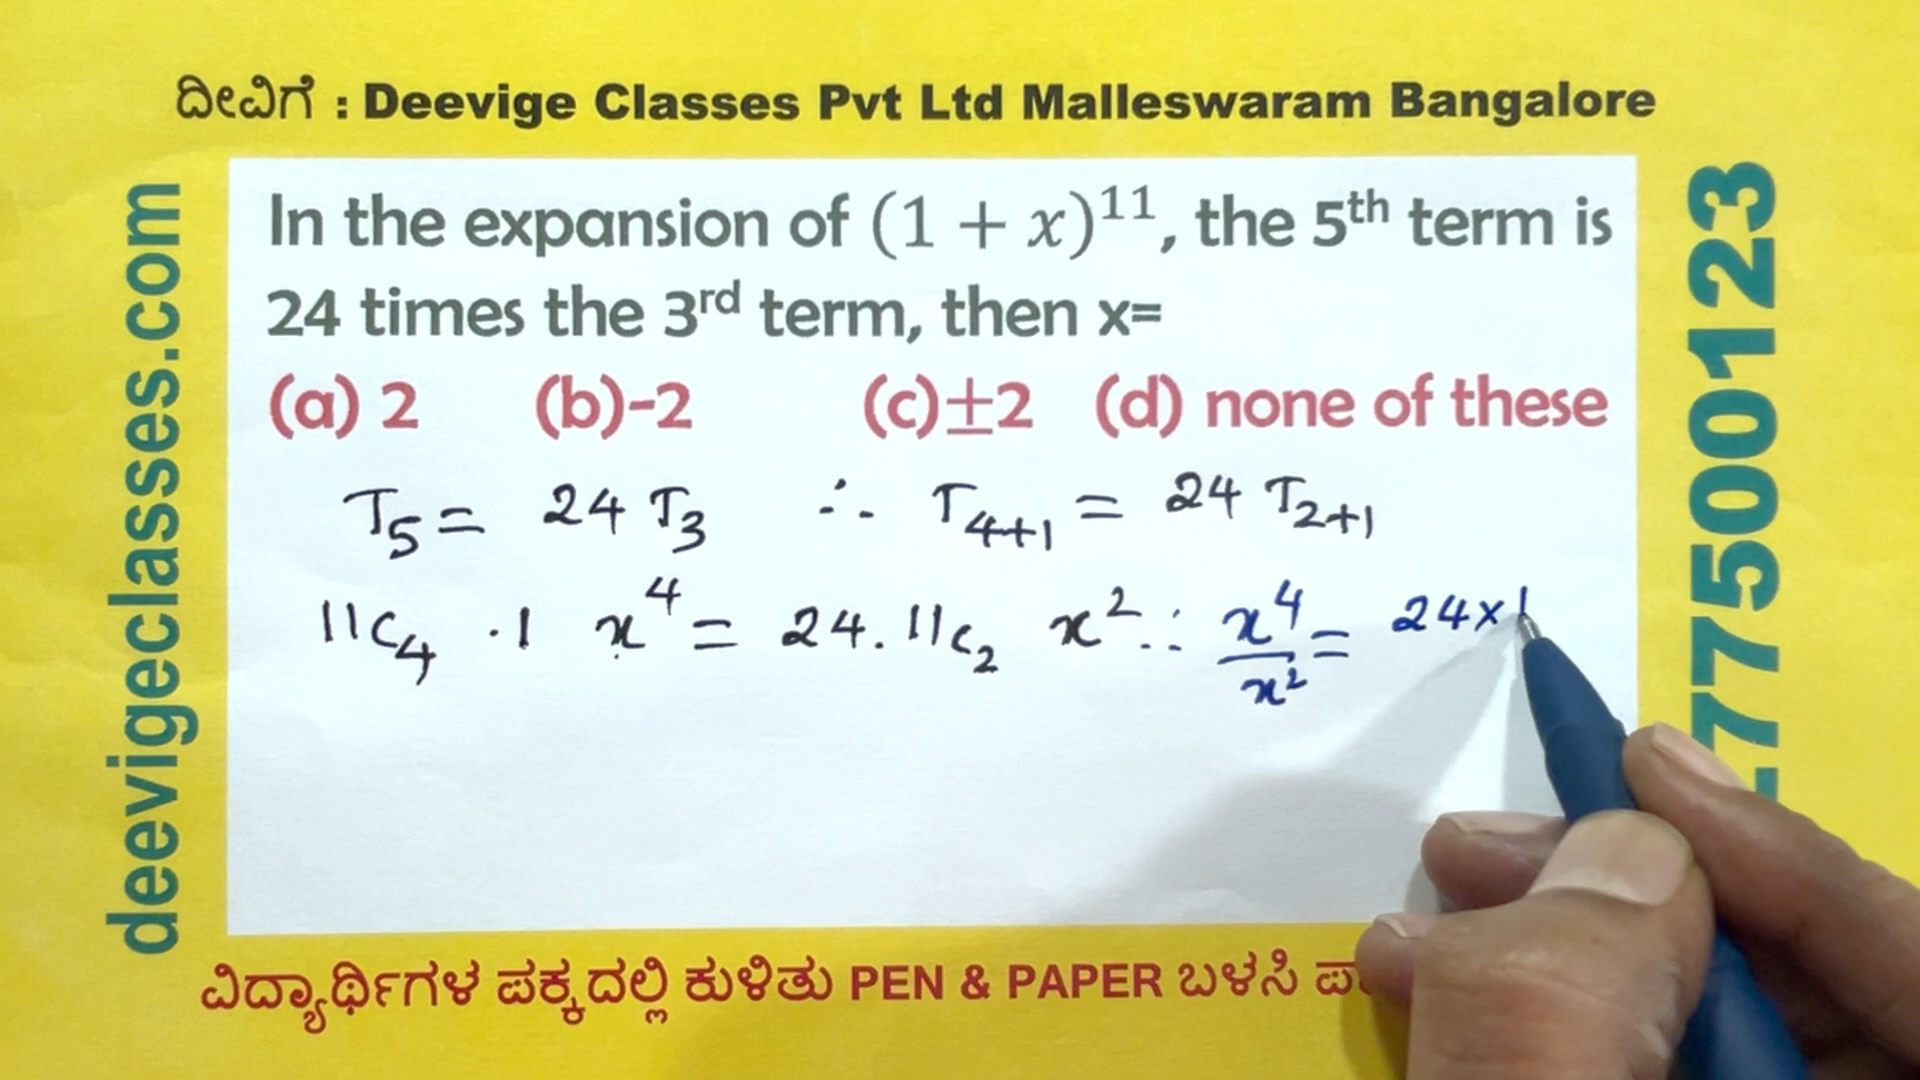 ದೀವಿಗೆ : Deevige Classes Pvt Ltd Malleswaram Bangalore
deevigeclasses.com
In the expansion of (1 + x)¹¹, the 5ᵗʰ term is
24 times the 3ʳᵈ term, then x=
(a) 2 (b)-2 (c)±2 (d) none of these
T₅ = 24 T₃ ∴ T₄₊₁ = 24 T₂₊₁
11c₄ .1 x⁴ = 24. 11c₂ x² ∴ x⁴/x² = 24×1
77500123
ವಿದ್ಯಾರ್ಥಿಗಳ ಪಕ್ಕದಲ್ಲಿ ಕುಳಿತು PEN & PAPER ಬಳಸಿ